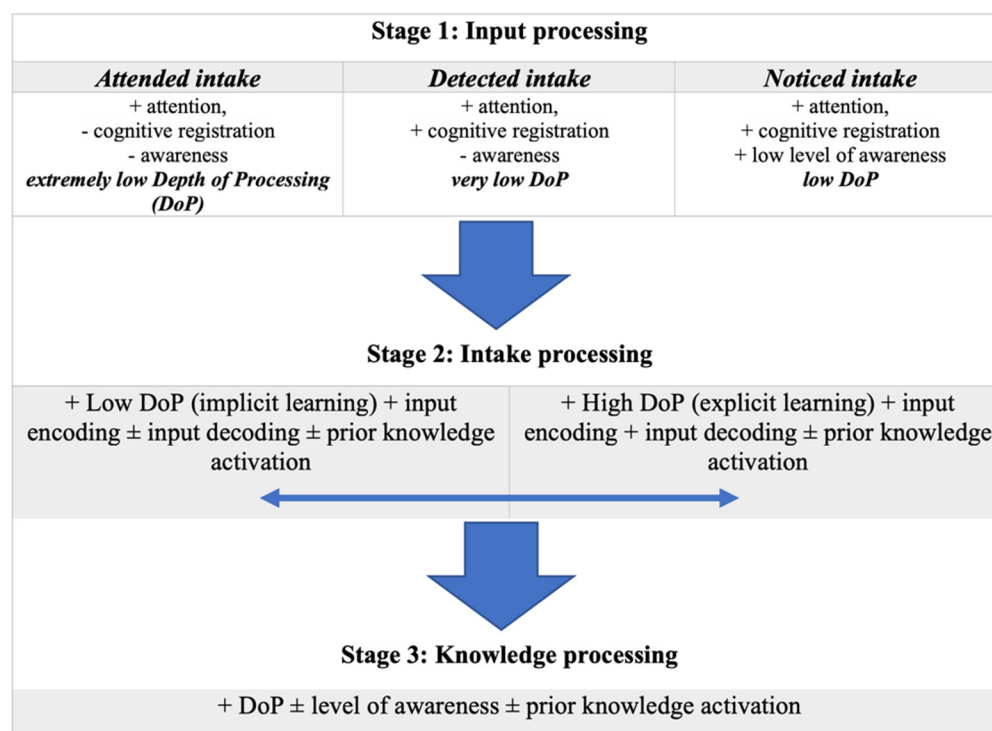 Stage 1: Input processing
Attended intake
+ attention,
- cognitive registration
- awareness
extremely low Depth of Processing
(DoP)
Detected intake
+ attention,
+ cognitive registration
- awareness
very low DoP
Noticed intake
+ attention,
+ cognitive registration
+ low level of awareness
low DoP
Stage 2: Intake processing
+ Low DoP (implicit learning) + input
encoding ± input decoding ± prior knowledge
activation
+ High DoP (explicit learning) + input
encoding + input decoding ± prior knowledge
activation
Stage 3: Knowledge processing
+ DoP ± level of awareness ± prior knowledge activation